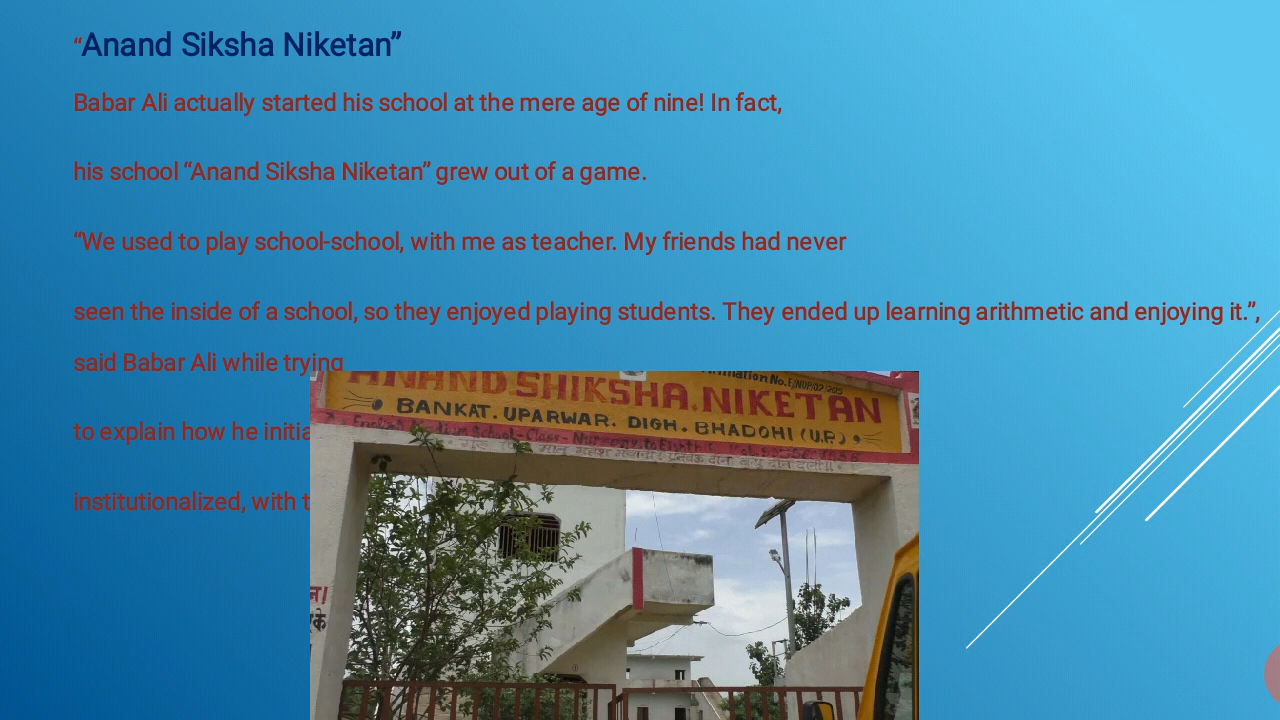 “Anand Siksha Niketan”
Babar Ali actually started his school at the mere age of nine! In fact,
his school “Anand Siksha Niketan” grew out of a game.
“We used to play school-school, with me as teacher. My friends had never
seen the inside of a school, so they enjoyed playing students. They ended up learning arithmetic and enjoying it.”,
said Babar Ali while trying
to explain how he initia
institutionalized, with t
ANAND.SHIKSHA.NIKETAN
BANKAT. UPARWAR. DIGH. BHADOHI (U.P.)